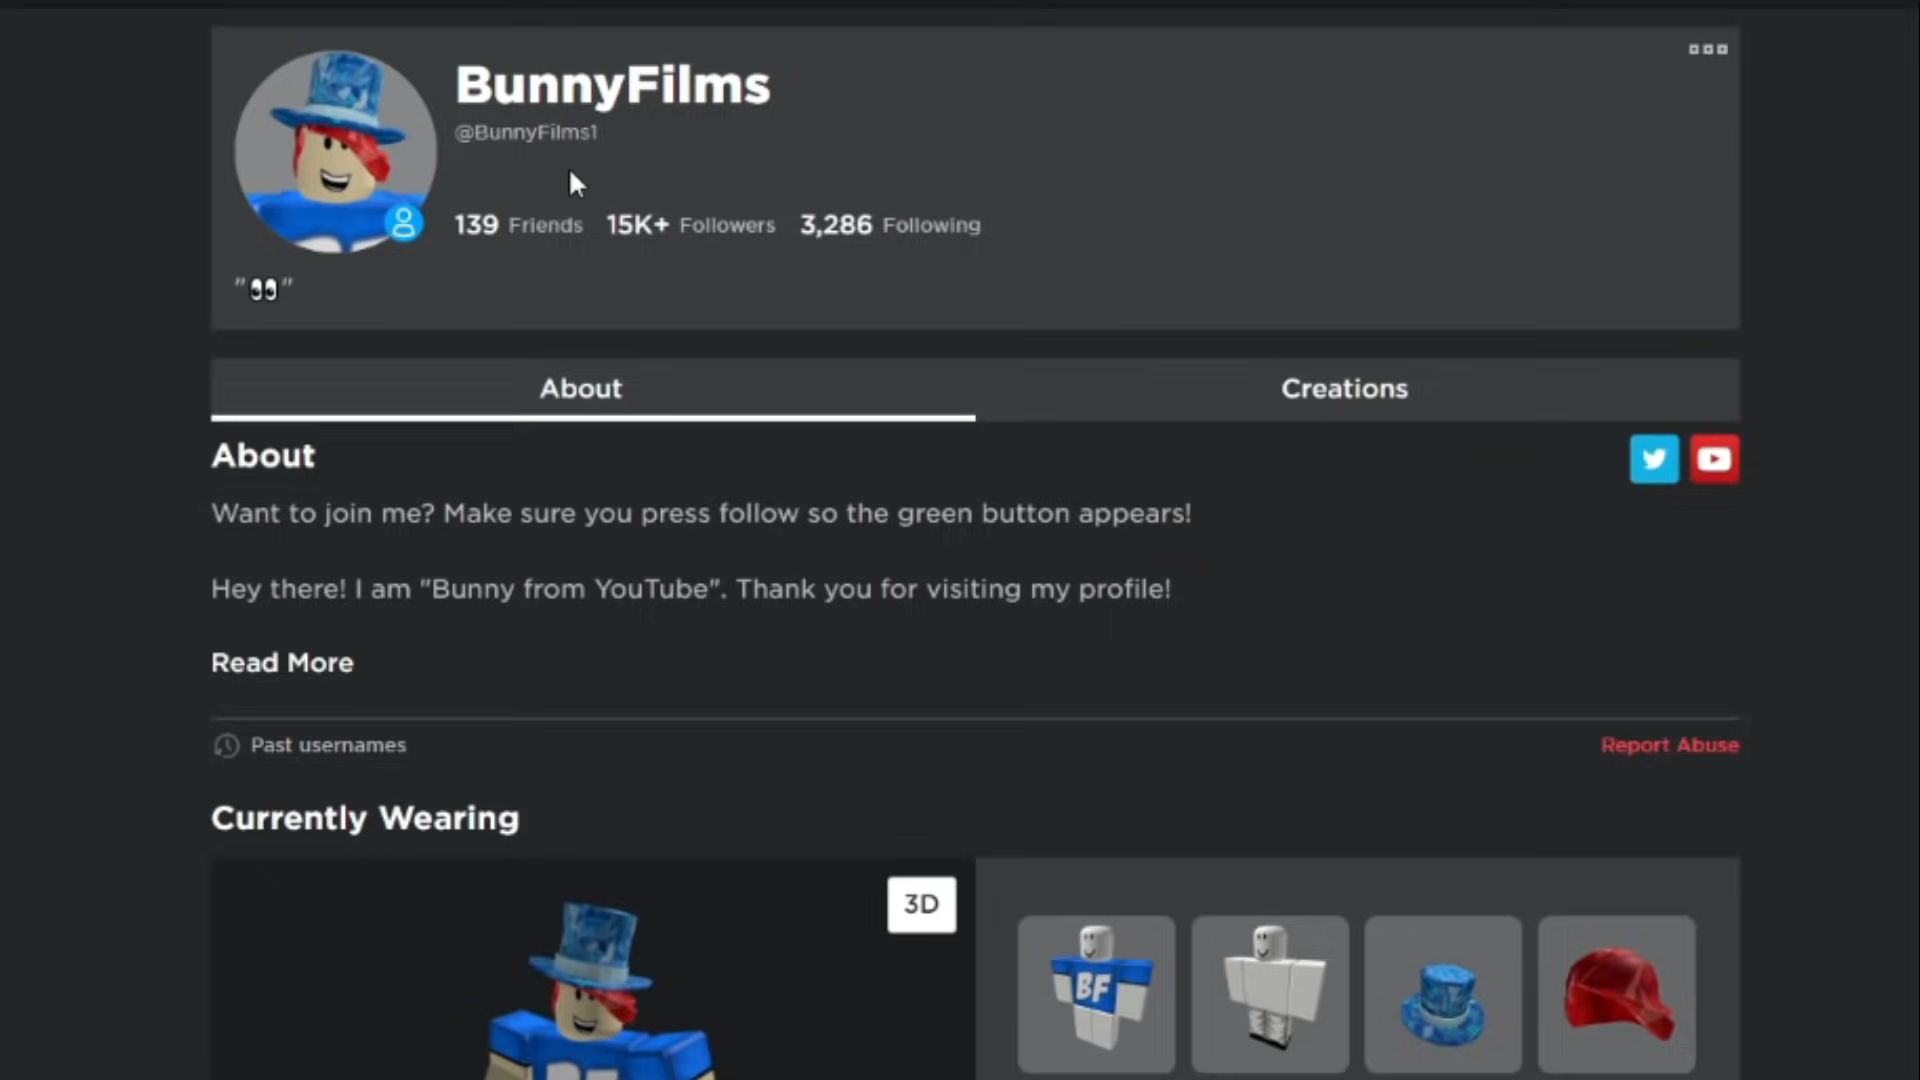 BunnyFilms
@BunnyFilms1
139 Friends 15K+ Followers 3,286 Following
"👀"
About Creations
About
Want to join me? Make sure you press follow so the green button appears!
Hey there! I am "Bunny from YouTube". Thank you for visiting my profile!
Read More
Past usernames Report Abuse
Currently Wearing
3D
BF
BF